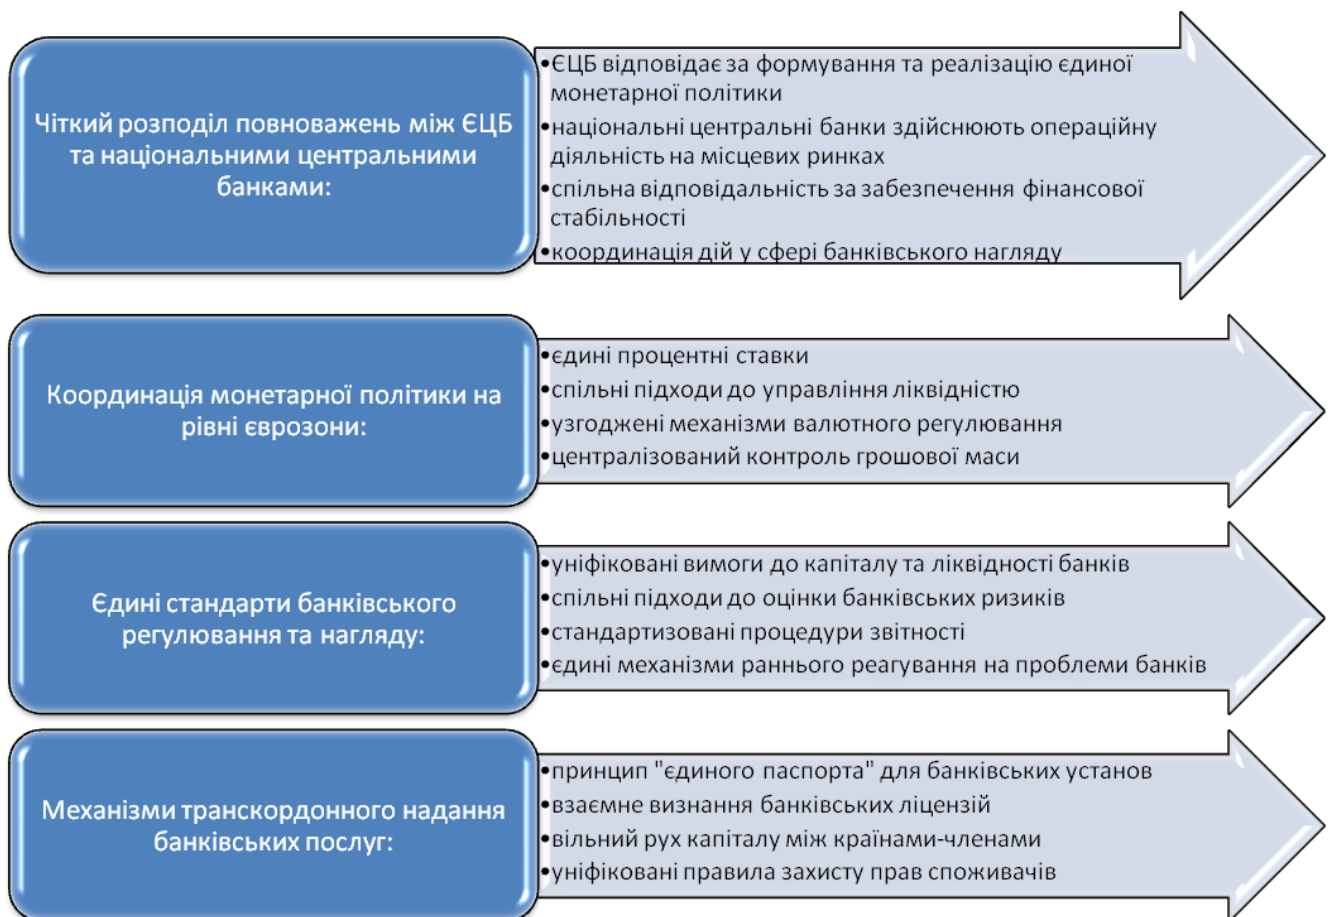 Чіткий розподіл повноважень між ЄЦБ
та національними центральними
банками:
•ЄЦБ відповідає за формування та реалізацію єдиної
монетарної політики
•національні центральні банки здійснюють операційну
діяльність на місцевих ринках
•спільна відповідальність за забезпечення фінансової
стабільності
•координація дій у сфері банківського нагляду
Координація монетарної політики на
рівні єврозони:
•єдині процентні ставки
•спільні підходи до управління ліквідністю
•узгоджені механізми валютного регулювання
•централізований контроль грошової маси
Єдині стандарти банківського
регулювання та нагляду:
•уніфіковані вимоги до капіталу та ліквідності банків
•спільні підходи до оцінки банківських ризиків
•стандартизовані процедури звітності
•єдині механізми раннього реагування на проблеми банків
Механізми транскордонного надання
банківських послуг:
•принцип "єдиного паспорта" для банківських установ
•взаємне визнання банківських ліцензій
•вільний рух капіталу між країнами-членами
•уніфіковані правила захисту прав споживачів